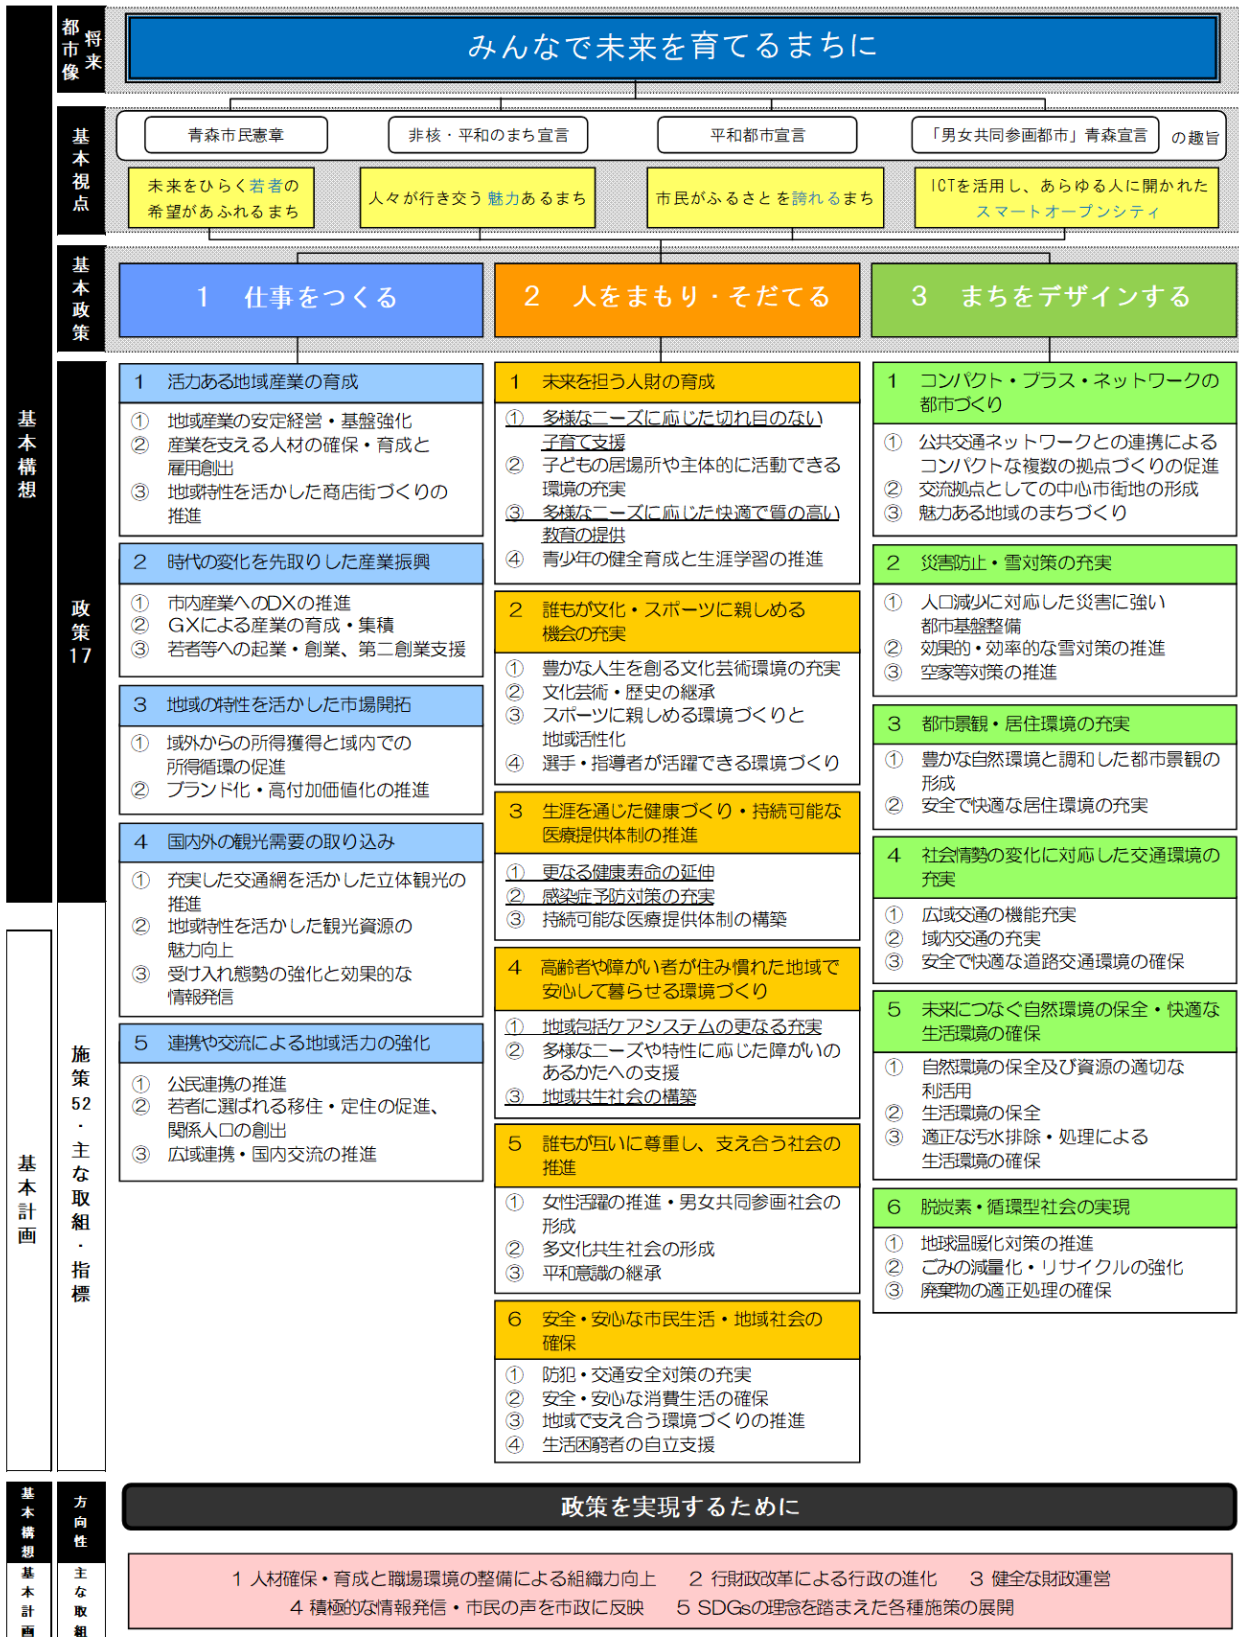 将来
都市像
みんなで未来を育てるまちに
基本構想
基本視点
青森市民憲章
非核・平和のまち宣言
平和都市宣言
「男女共同参画都市」青森宣言
の趣旨
未来をひらく若者の
希望があふれるまち
人々が行き交う魅力あるまち
市民がふるさとを誇れるまち
ICTを活用し、あらゆる人に開かれた
スマートオープンシティ
基本政策
1 仕事をつくる
2 人をまもり・そだてる
3 まちをデザインする
政策17
1 活力ある地域産業の育成
① 地域産業の安定経営・基盤強化
② 産業を支える人材の確保・育成と
雇用創出
③ 地域特性を活かした商店街づくりの
推進
2 時代の変化を先取りした産業振興
① 市内産業へのDXの推進
② GXによる産業の育成・集積
③ 若者等への起業・創業、第二創業支援
3 地域の特性を活かした市場開拓
① 域外からの所得獲得と域内での
所得循環の促進
② ブランド化・高付加価値化の推進
4 国内外の観光需要の取り込み
① 充実した交通網を活かした立体観光の
推進
② 地域特性を活かした観光資源の
魅力向上
③ 受け入れ態勢の強化と効果的な
情報発信
5 連携や交流による地域活力の強化
① 公民連携の推進
② 若者に選ばれる移住・定住の促進、
関係人口の創出
③ 広域連携・国内交流の推進
1 未来を担う人財の育成
① 多様なニーズに応じた切れ目のない
子育て支援
② 子どもの居場所や主体的に活動できる
環境の充実
③ 多様なニーズに応じた快適で質の高い
教育の提供
④ 青少年の健全育成と生涯学習の推進
2 誰もが文化・スポーツに親しめる
機会の充実
① 豊かな人生を創る文化芸術環境の充実
② 文化芸術・歴史の継承
③ スポーツに親しめる環境づくりと
地域活性化
④ 選手・指導者が活躍できる環境づくり
3 生涯を通じた健康づくり・持続可能な
医療提供体制の推進
① 更なる健康寿命の延伸
② 感染症予防対策の充実
③ 持続可能な医療提供体制の構築
4 高齢者や障がい者が住み慣れた地域で
安心して暮らせる環境づくり
① 地域包括ケアシステムの更なる充実
② 多様なニーズや特性に応じた障がいの
あるかたへの支援
③ 地域共生社会の構築
5 誰もが互いに尊重し、支え合う社会の
推進
① 女性活躍の推進・男女共同参画社会の
形成
② 多文化共生社会の形成
③ 平和意識の継承
6 安全・安心な市民生活・地域社会の
確保
① 防犯・交通安全対策の充実
② 安全・安心な消費生活の確保
③ 地域で支え合う環境づくりの推進
④ 生活困窮者の自立支援
1 コンパクト・プラス・ネットワークの
都市づくり
① 公共交通ネットワークとの連携による
コンパクトな複数の拠点づくりの促進
② 交流拠点としての中心市街地の形成
③ 魅力ある地域のまちづくり
2 災害防止・雪対策の充実
① 人口減少に対応した災害に強い
都市基盤整備
② 効果的・効率的な雪対策の推進
③ 空家等対策の推進
3 都市景観・居住環境の充実
① 豊かな自然環境と調和した都市景観の
形成
② 安全で快適な居住環境の充実
4 社会情勢の変化に対応した交通環境の
充実
① 広域交通の機能充実
② 域内交通の充実
③ 安全で快適な道路交通環境の確保
5 未来につなぐ自然環境の保全・快適な
生活環境の確保
① 自然環境の保全及び資源の適切な
利活用
② 生活環境の保全
③ 適正な汚水排除・処理による
生活環境の確保
6 脱炭素・循環型社会の実現
① 地球温暖化対策の推進
② ごみの減量化・リサイクルの強化
③ 廃棄物の適正処理の確保
基本計画
施策52・主な取組・指標
基本構想
方向性
政策を実現するために
基本計画
主な取組
1 人材確保・育成と職場環境の整備による組織力向上 2 行財政改革による行政の進化 3 健全な財政運営
4 積極的な情報発信・市民の声を市政に反映 5 SDGsの理念を踏まえた各種施策の展開